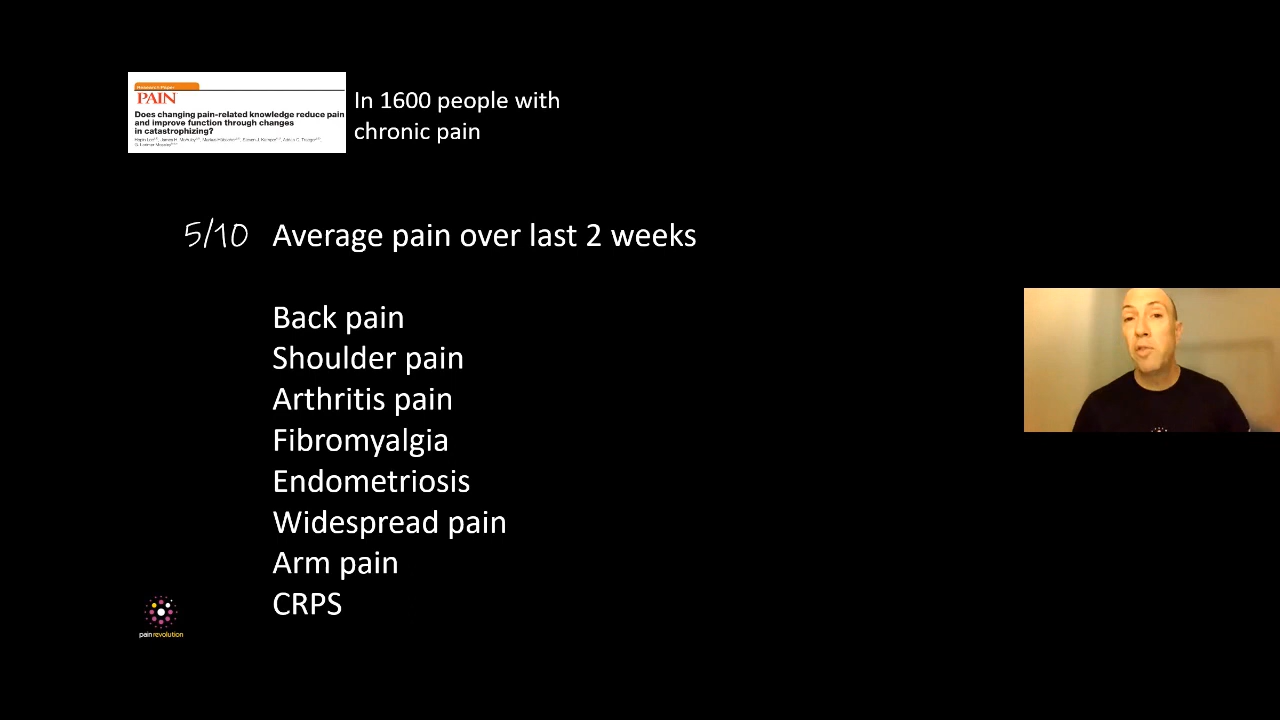 Research Paper
PAIN
Does changing pain-related knowledge reduce pain
and improve function through changes
in catastrophizing?
In 1600 people with
chronic pain
5/10 Average pain over last 2 weeks
Back pain
Shoulder pain
Arthritis pain
Fibromyalgia
Endometriosis
Widespread pain
Arm pain
CRPS
painrevolution